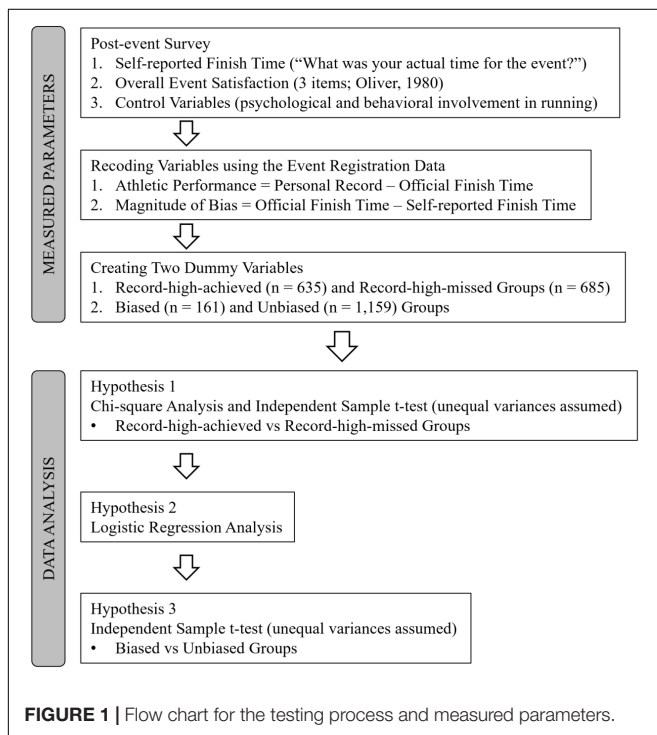 MEASURED PARAMETERS
Post-event Survey
1. Self-reported Finish Time (“What was your actual time for the event?”)
2. Overall Event Satisfaction (3 items; Oliver, 1980)
3. Control Variables (psychological and behavioral involvement in running)
Recoding Variables using the Event Registration Data
1. Athletic Performance = Personal Record – Official Finish Time
2. Magnitude of Bias = Official Finish Time – Self-reported Finish Time
Creating Two Dummy Variables
1. Record-high-achieved (n = 635) and Record-high-missed Groups (n = 685)
2. Biased (n = 161) and Unbiased (n = 1,159) Groups
DATA ANALYSIS
Hypothesis 1
Chi-square Analysis and Independent Sample t-test (unequal variances assumed)
• Record-high-achieved vs Record-high-missed Groups
Hypothesis 2
Logistic Regression Analysis
Hypothesis 3
Independent Sample t-test (unequal variances assumed)
• Biased vs Unbiased Groups
FIGURE 1 | Flow chart for the testing process and measured parameters.